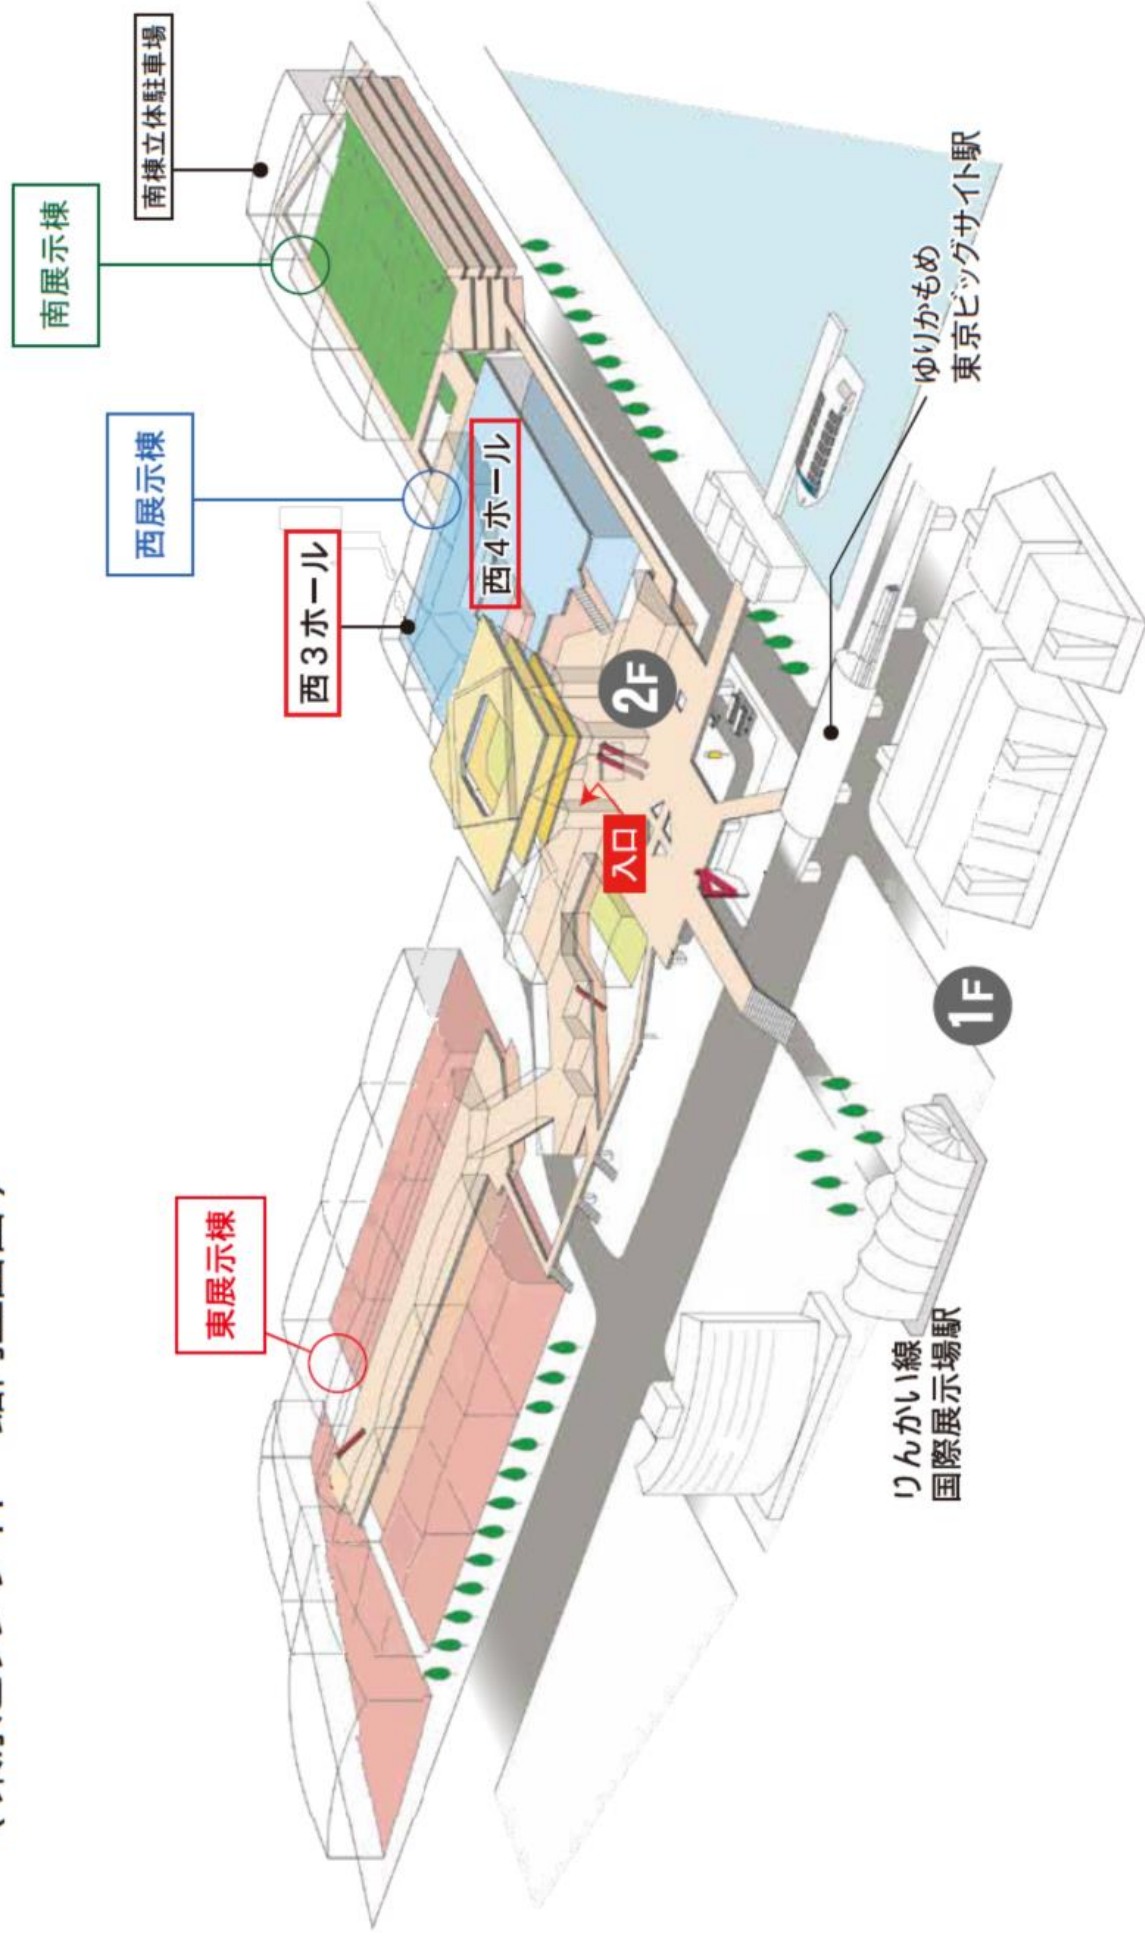 東展示棟
西展示棟
南展示棟
南棟立体駐車場
西3ホール
西4ホール
入口
2F
1F
ゆりかもめ
東京ビッグサイト駅
りんかい線
国際展示場駅